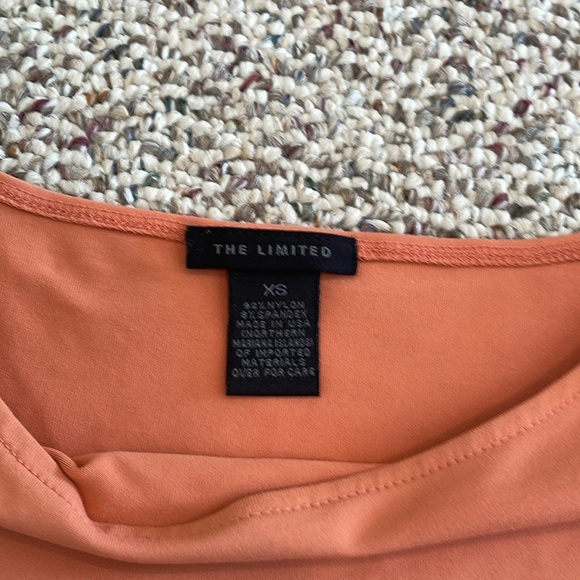 THE LIMITED
XS
92% NYLON
8% SPANDEX
MADE IN USA
(NORTHERN
MARIANA ISLANDS)
OF IMPORTED
MATERIALS
OVER FOR CARE